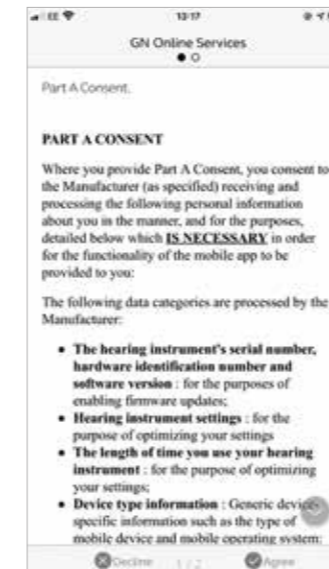 EE
13:17
GN Online Services
Part A Consent.
PART A CONSENT
Where you provide Part A Consent, you consent to
the Manufacturer (as specified) receiving and
processing the following personal information
about you in the manner, and for the purposes,
detailed below which IS NECESSARY in order
for the functionality of the mobile app to be
provided to you:
The following data categories are processed by the
Manufacturer:
• The hearing instrument's serial number,
hardware identification number and
software version : for the purposes of
enabling firmware updates;
• Hearing instrument settings : for the
purpose of optimizing your settings
• The length of time you use your hearing
instrument : for the purpose of optimizing
your settings;
• Device type information : Generic devices
specific information such as the type of
mobile device and mobile operating system:
Decline 1 / 2 Agree